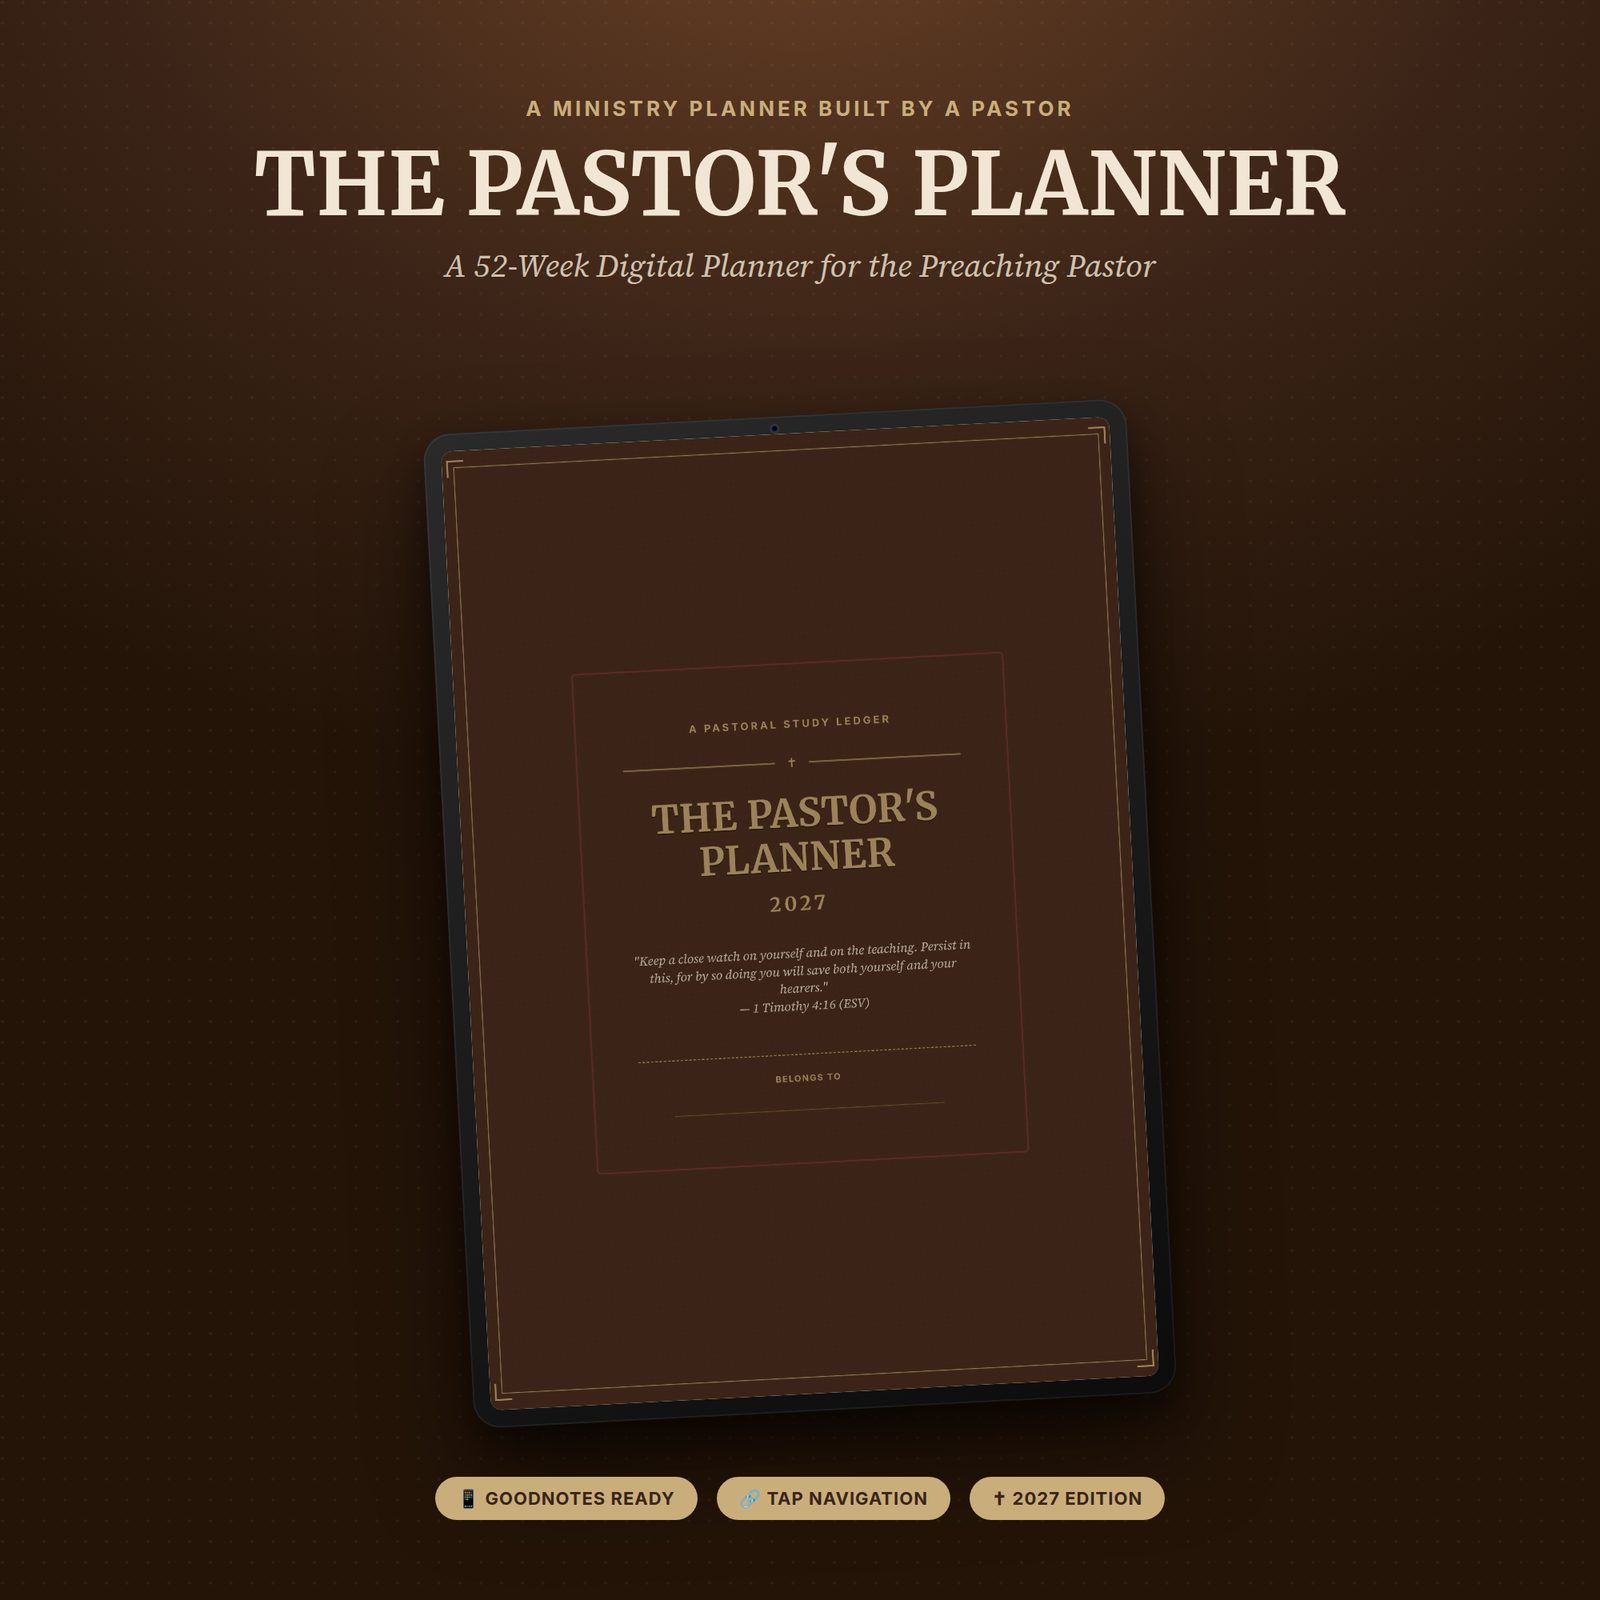 A MINISTRY PLANNER BUILT BY A PASTOR
THE PASTOR'S PLANNER
A 52-Week Digital Planner for the Preaching Pastor
A PASTORAL STUDY LEDGER
✝
THE PASTOR'S
PLANNER
2027
"Keep a close watch on yourself and on the teaching. Persist in
this, for by so doing you will save both yourself and your
hearers."
— 1 Timothy 4:16 (ESV)
BELONGS TO
📱 GOODNOTES READY
🔗 TAP NAVIGATION
✝ 2027 EDITION